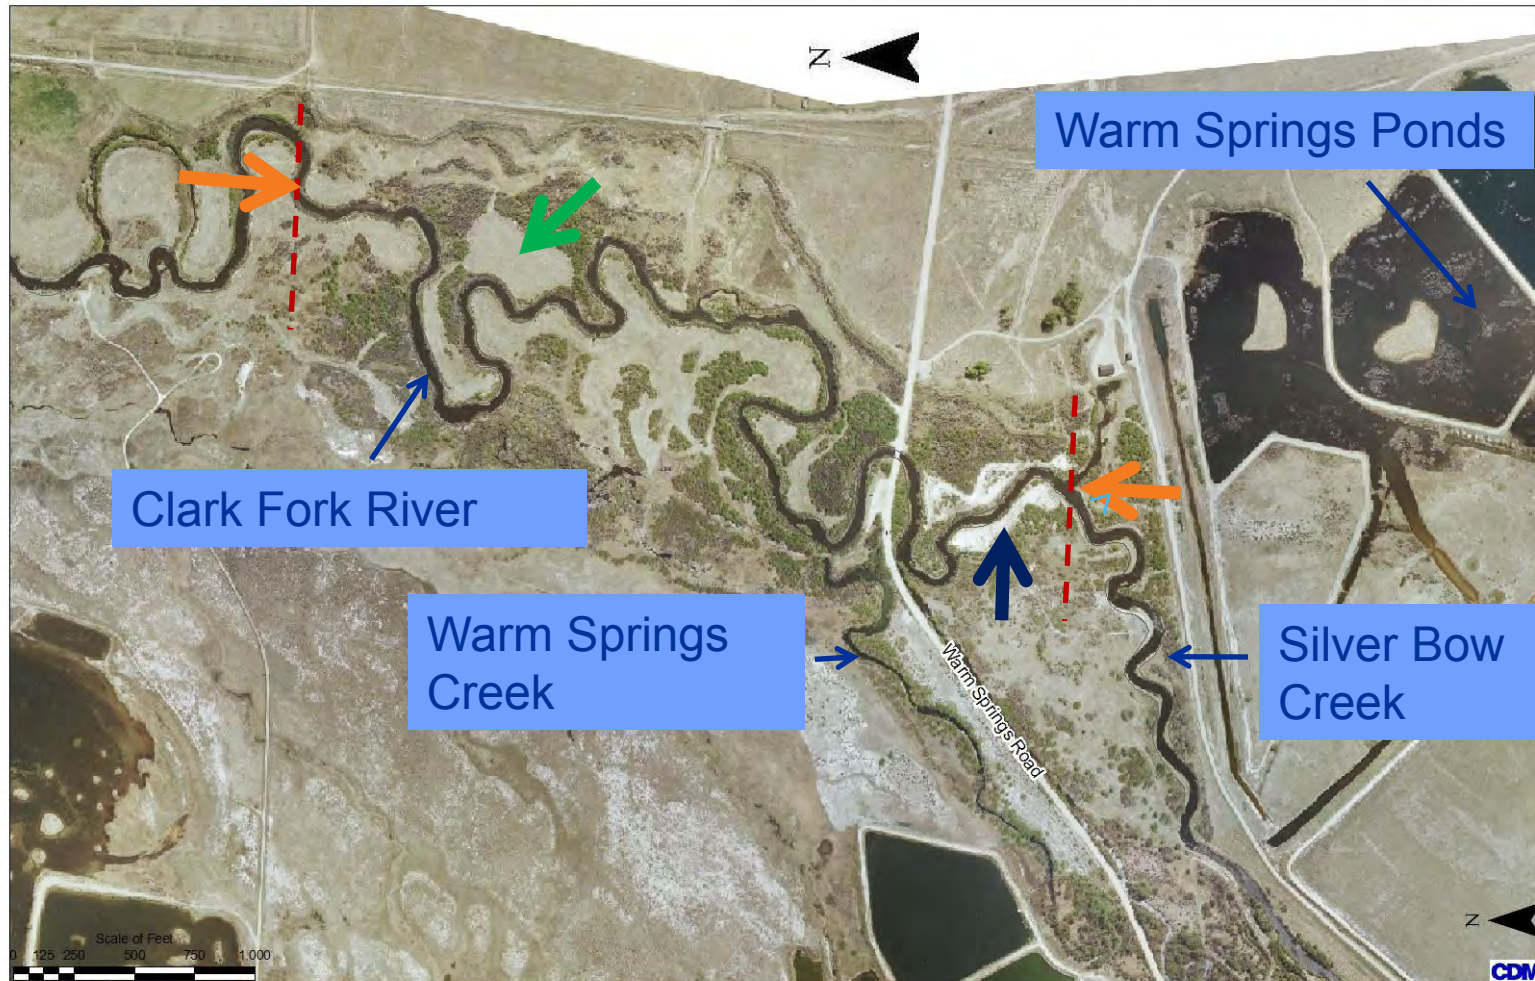 N
Warm Springs Ponds
Clark Fork River
Warm Springs
Creek
Silver Bow
Creek
Warm Springs Road
N
Scale of Feet
0 125 250 500 750 1,000
CDM